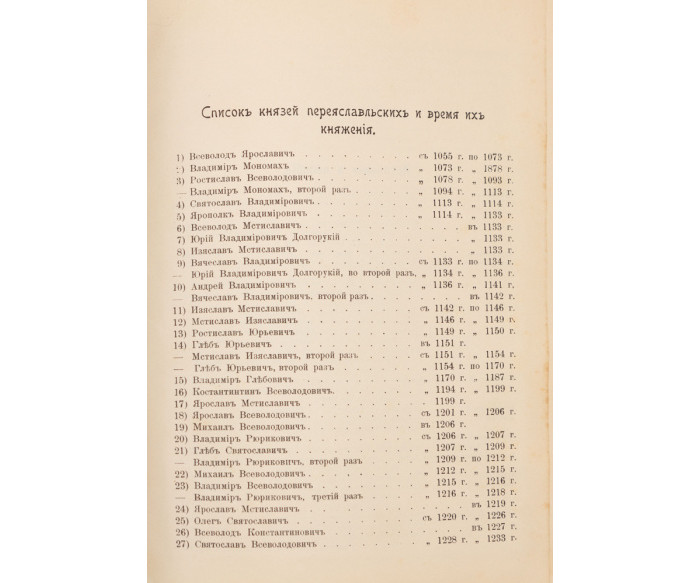 Списокъ князей переяславльскихъ и время ихъ
княженія.
1) Всеволодъ Ярославичъ . . . . . . . . . съ 1055 г. по 1073 г.
2) Владиміръ Мономахъ . . . . . . . . . „ 1073 г. „ 1878 г.
3) Ростиславъ Всеволодовичъ . . . . . . . „ 1078 г. „ 1093 г.
— Владиміръ Мономахъ, второй разъ . . . . „ 1094 г. „ 1113 г.
4) Святославъ Владиміровичъ . . . . . . . „ 1113 г. „ 1114 г.
5) Ярополкъ Владиміровичъ . . . . . . . „ 1114 г. „ 1133 г.
6) Всеволодъ Мстиславичъ . . . . . . . . въ 1133 г.
7) Юрій Владиміровичъ Долгорукій . . . . . . „ 1133 г.
8) Изяславъ Мстиславичъ . . . . . . . . . „ 1133 г.
9) Вячеславъ Владиміровичъ . . . . . . . съ 1133 г. по 1134 г.
— Юрій Владиміровичъ Долгорукій, во второй разъ, „ 1134 г. „ 1136 г.
10) Андрей Владиміровичъ . . . . . . . . „ 1136 г. „ 1141 г.
— Вячеславъ Владиміровичъ, второй разъ . . . . . въ 1142 г.
11) Изяславъ Мстиславичъ . . . . . . . . съ 1142 г. по 1146 г.
12) Мстиславъ Изяславичъ . . . . . . . . „ 1146 г. „ 1149 г.
13) Ростиславъ Юрьевичъ . . . . . . . . „ 1149 г. „ 1150 г.
14) Глѣбъ Юрьевичъ . . . . . . . . . . въ 1151 г.
— Мстиславъ Изяславичъ, второй разъ . . . . съ 1151 г. „ 1154 г.
— Глѣбъ Юрьевичъ, второй разъ . . . . . . „ 1154 г. по 1170 г.
15) Владиміръ Глѣбовичъ . . . . . . . . „ 1170 г. „ 1187 г.
16) Костантинтин Всеволодовичъ . . . . . . „ 1194 г. „ 1199 г.
17) Ярославъ Мстиславичъ . . . . . . . . 1199 г.
18) Ярославъ Всеволодовичъ . . . . . . . съ 1201 г. „ 1206 г.
19) Михаилъ Всеволодовичъ . . . . . . . въ 1206 г.
20) Владиміръ Рюриковичъ . . . . . . . . съ 1206 г. „ 1207 г.
21) Глѣбъ Святославичъ . . . . . . . . . „ 1207 г. „ 1209 г.
— Владиміръ Рюриковичъ, второй разъ . . . „ 1209 г. по 1212 г.
22) Михаилъ Всеволодовичъ . . . . . . . „ 1212 г. „ 1215 г.
23) Владиміръ Всеволодовичъ . . . . . . . „ 1215 г. „ 1216 г.
— Владиміръ Рюриковичъ, третій разъ . . . . „ 1216 г. „ 1218 г.
24) Ярославъ Мстиславичъ . . . . . . . . въ 1219 г.
25) Олегъ Святославичъ . . . . . . . . . съ 1220 г. „ 1226 г.
26) Всеволодъ Константиновичъ . . . . . . . въ 1227 г.
27) Святославъ Всеволодовичъ . . . . . . . „ 1228 г. „ 1233 г.